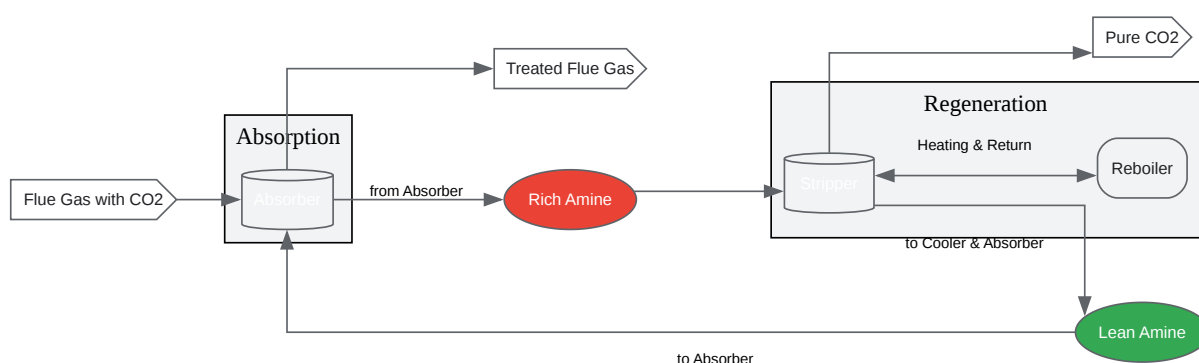 Pure CO2
Treated Flue Gas
Regeneration
Absorption
Heating & Return
Flue Gas with CO2
Absorber
from Absorber
Rich Amine
Stripper
Reboiler
to Cooler & Absorber
Lean Amine
to Absorber